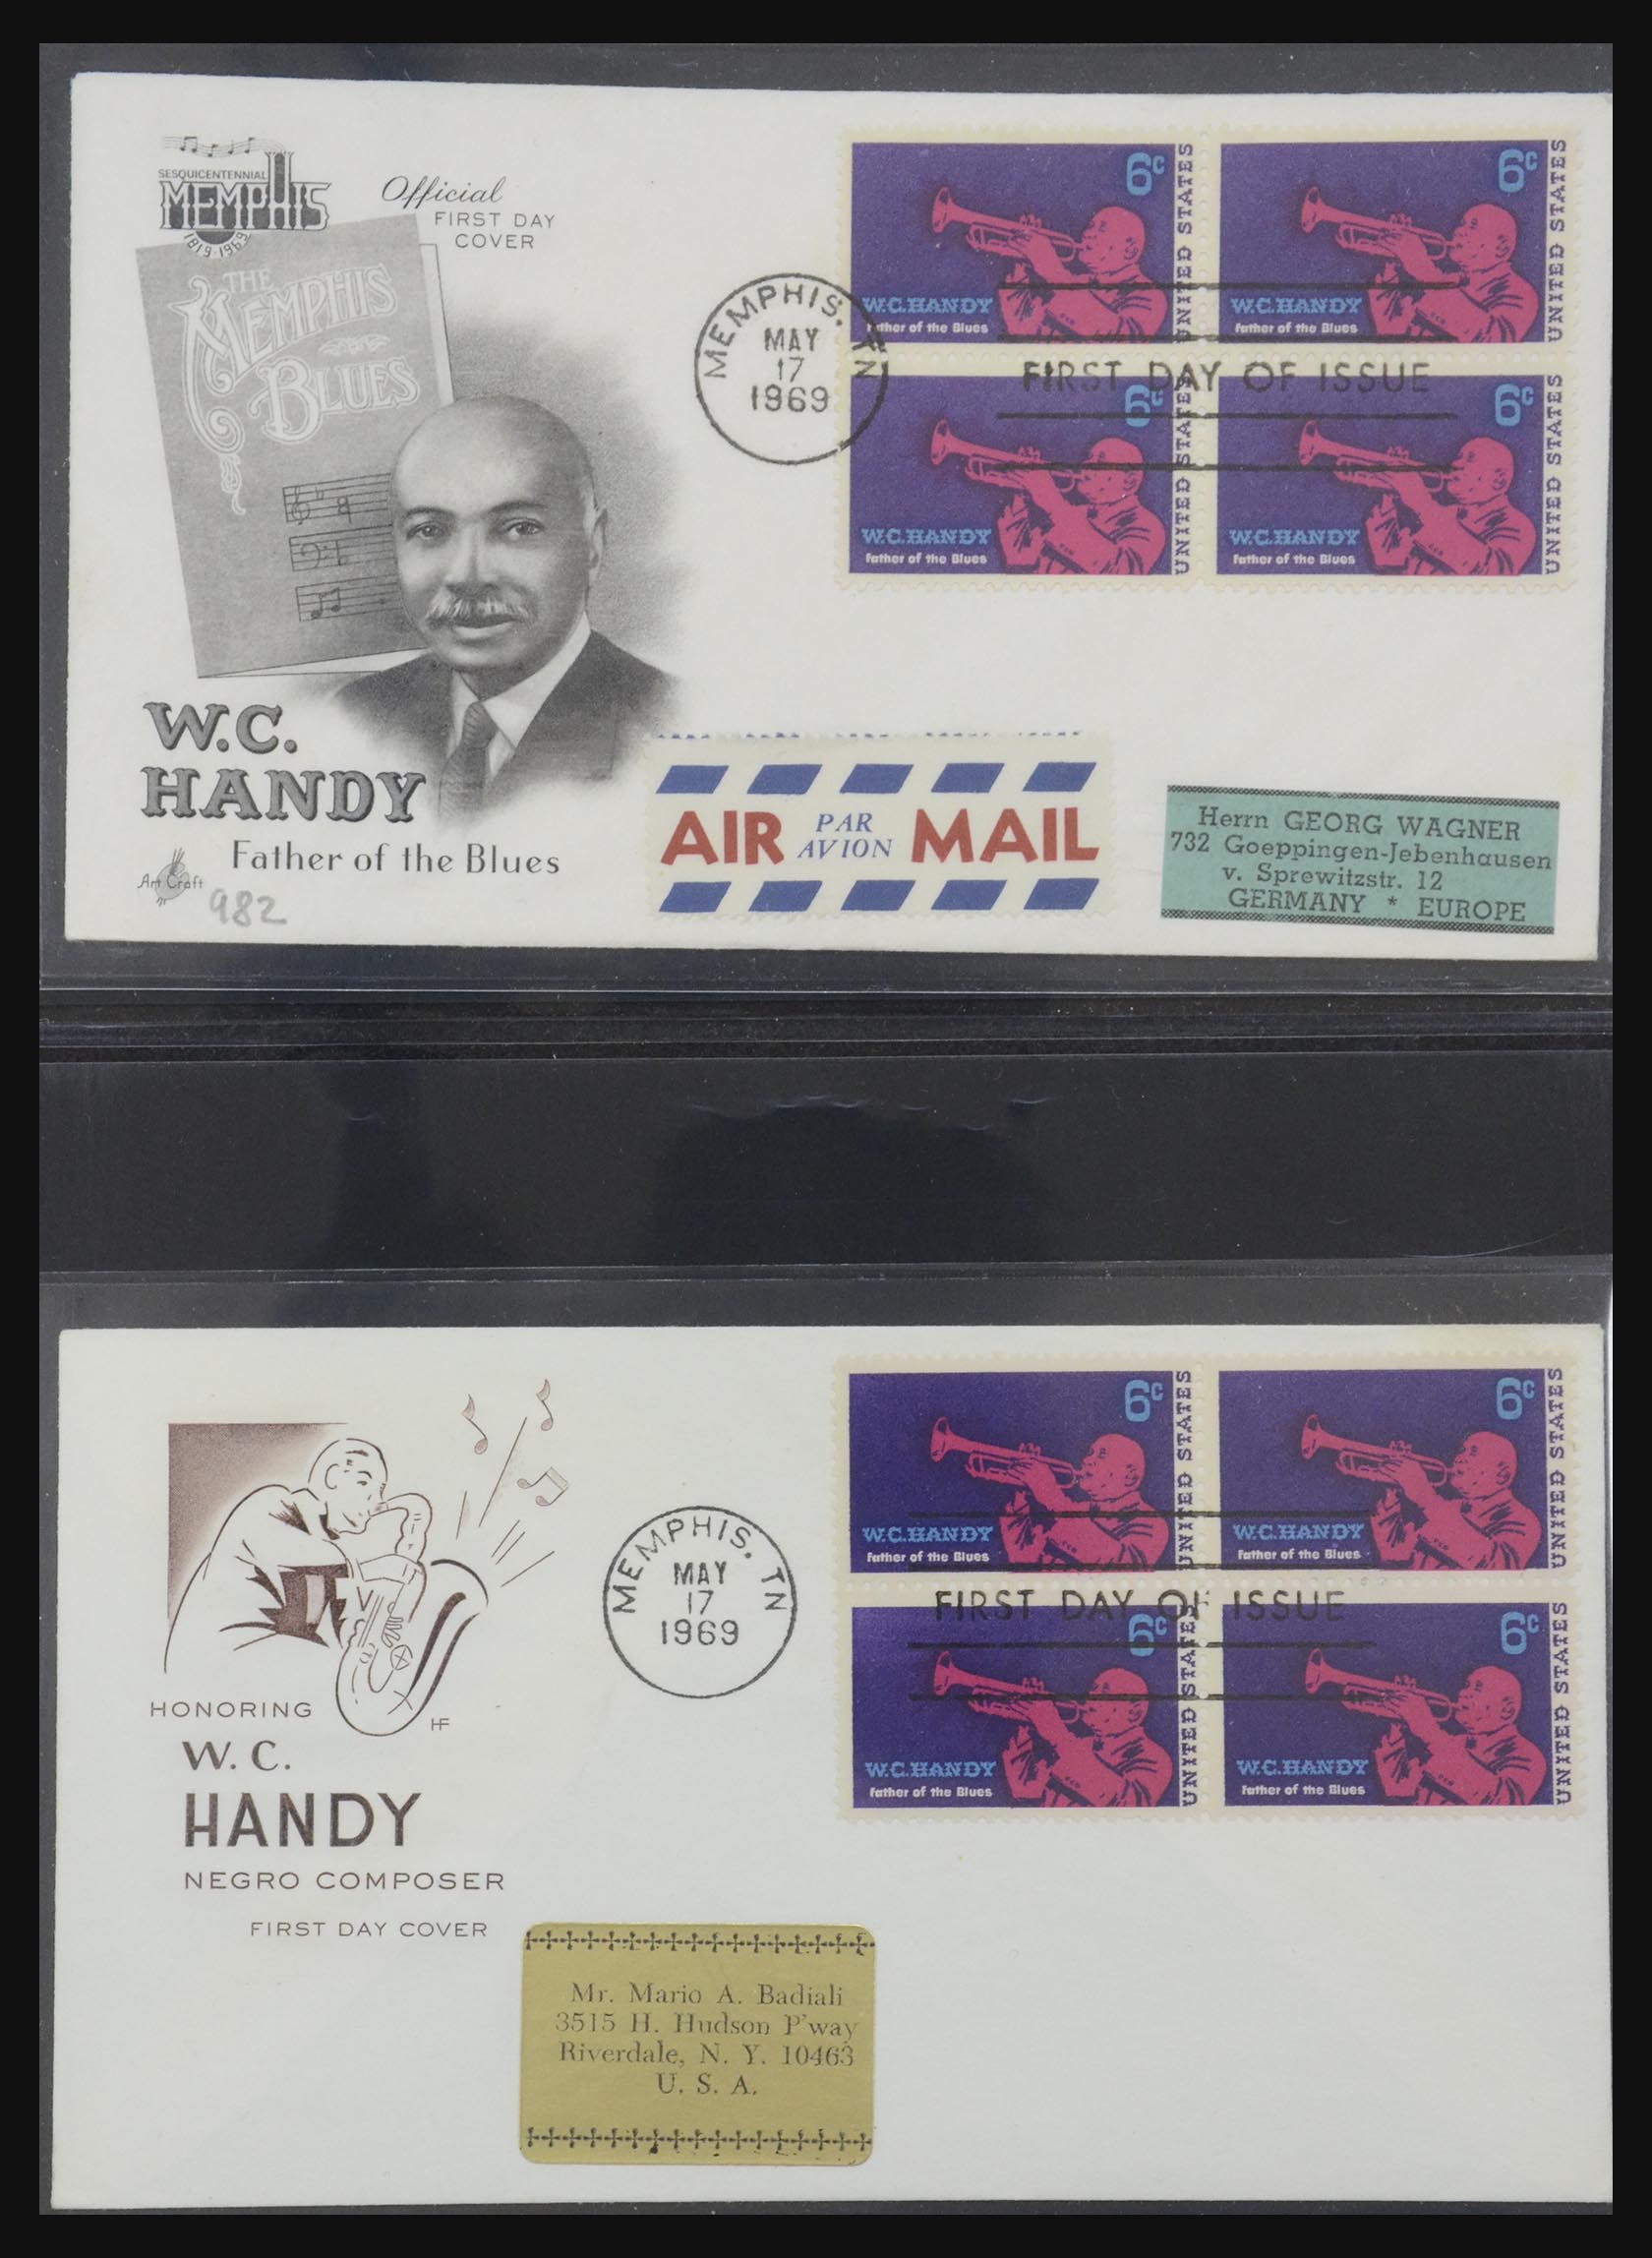 SESQUICENTENNIAL
MEMPHIS
1819-1969
Official
FIRST DAY
COVER
THE
MEMPHIS
BLUES
W.C.
HANDY
Father of the Blues
Art Craft
982
MEMPHIS, TN
MAY
17
1969
FIRST DAY OF ISSUE
6c
UNITED STATES
W.C.HANDY
Father of the Blues
6c
UNITED STATES
W.C.HANDY
Father of the Blues
6c
UNITED STATES
W.C.HANDY
Father of the Blues
6c
UNITED STATES
W.C.HANDY
Father of the Blues
AIR PAR AVION MAIL
Herrn GEORG WAGNER
732 Goeppingen-Jebenhausen
v. Sprewitzstr. 12
GERMANY * EUROPE
HF
HONORING
W. C.
HANDY
NEGRO COMPOSER
FIRST DAY COVER
MEMPHIS, TN
MAY
17
1969
FIRST DAY OF ISSUE
6c
UNITED STATES
W.C.HANDY
Father of the Blues
6c
UNITED STATES
W.C.HANDY
Father of the Blues
6c
UNITED STATES
W.C.HANDY
Father of the Blues
6c
UNITED STATES
W.C.HANDY
Father of the Blues
Mr. Mario A. Badiali
3515 H. Hudson P'way
Riverdale, N. Y. 10463
U. S. A.